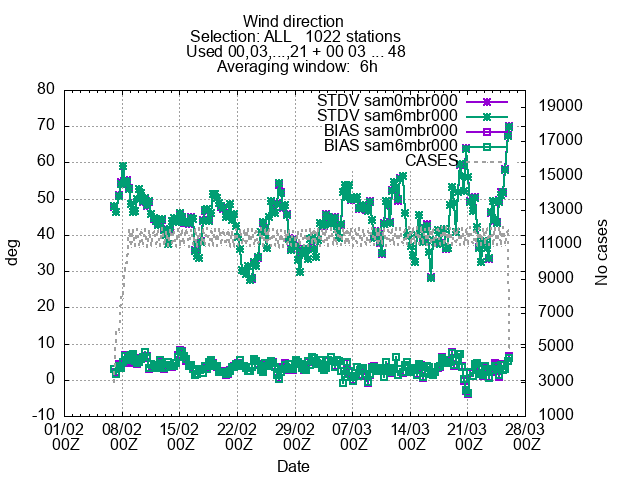 Wind direction
Selection: ALL   1022 stations
Used 00,03,...,21 + 00 03 ... 48
Averaging window:  6h
STDV sam0mbr000
STDV sam6mbr000
BIAS sam0mbr000
BIAS sam6mbr000
CASES
deg
80
70
60
50
40
30
20
10
0
-10
No cases
19000
17000
15000
13000
11000
9000
7000
5000
3000
1000
01/02 08/02 15/02 22/02 29/02 07/03 14/03 21/03 28/03
00Z 00Z 00Z 00Z 00Z 00Z 00Z 00Z 00Z
Date